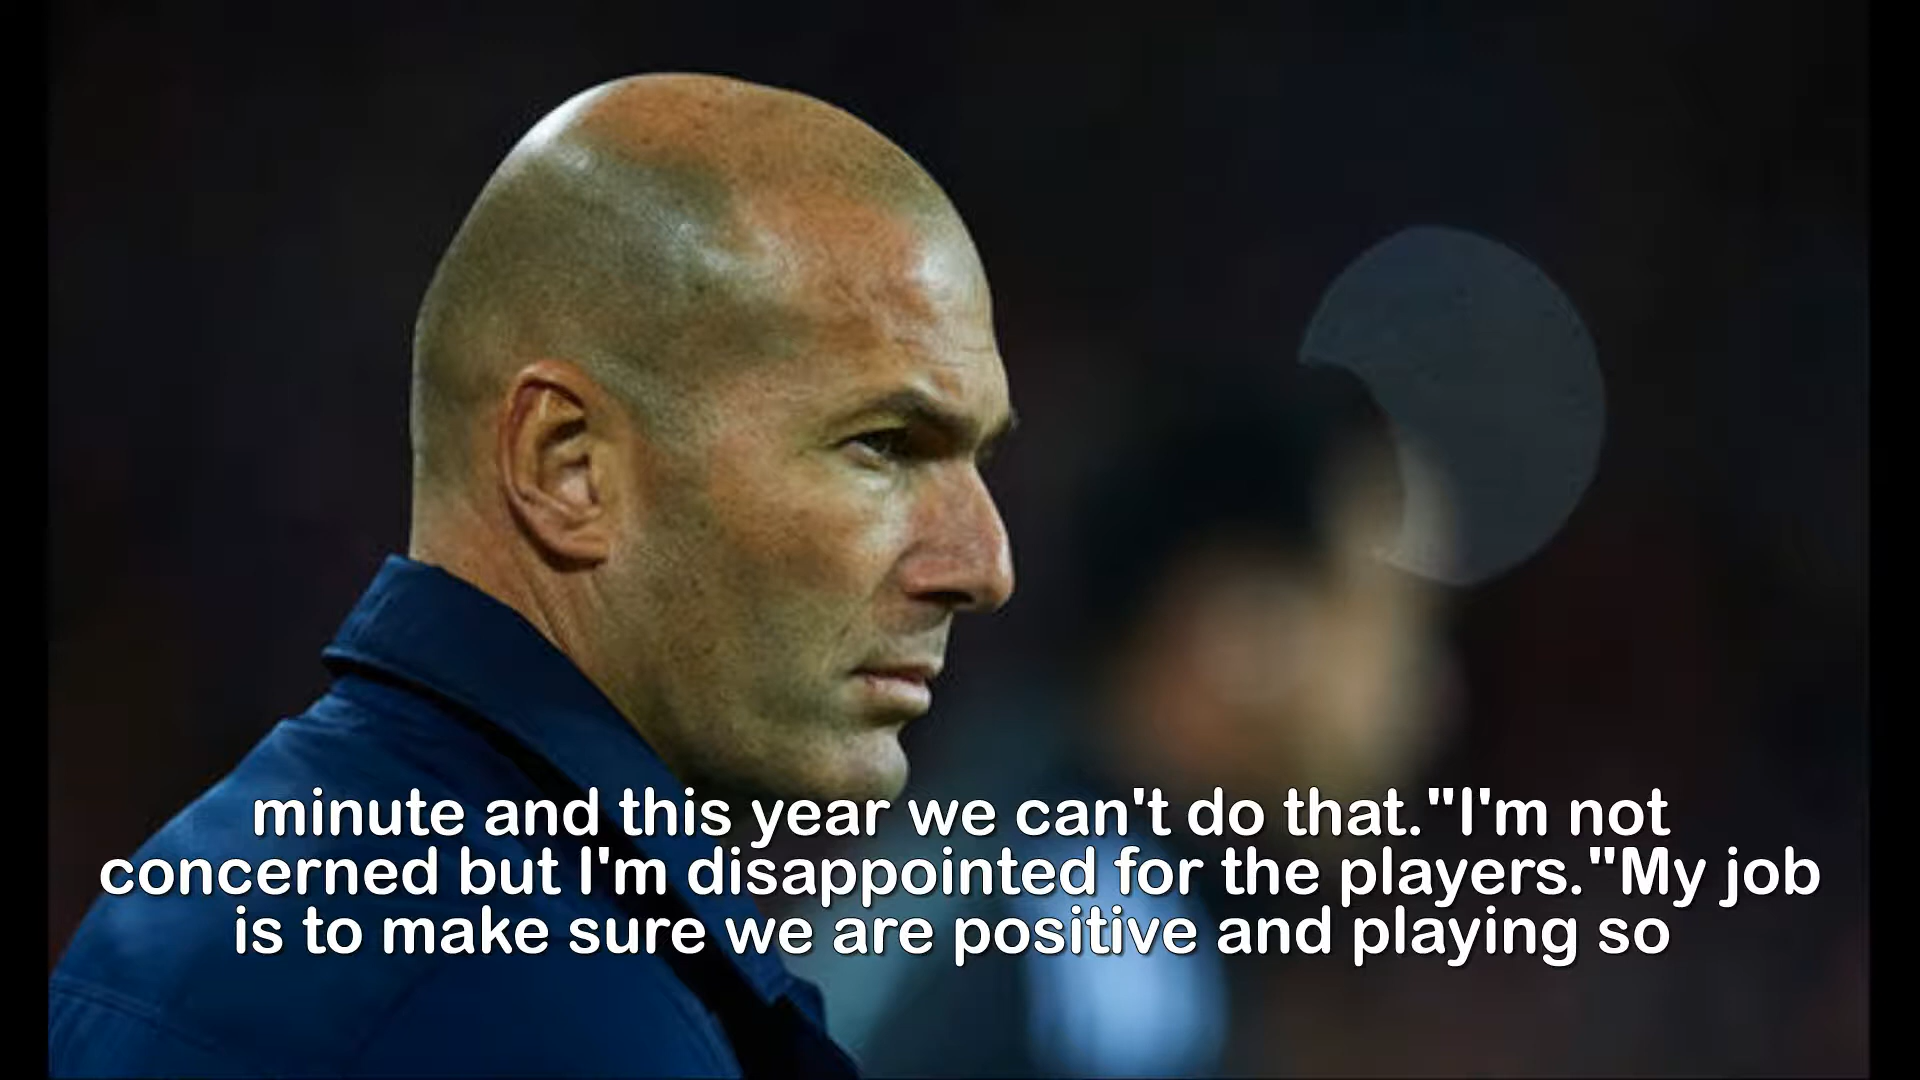 minute and this year we can't do that."I'm not
concerned but I'm disappointed for the players."My job
is to make sure we are positive and playing so